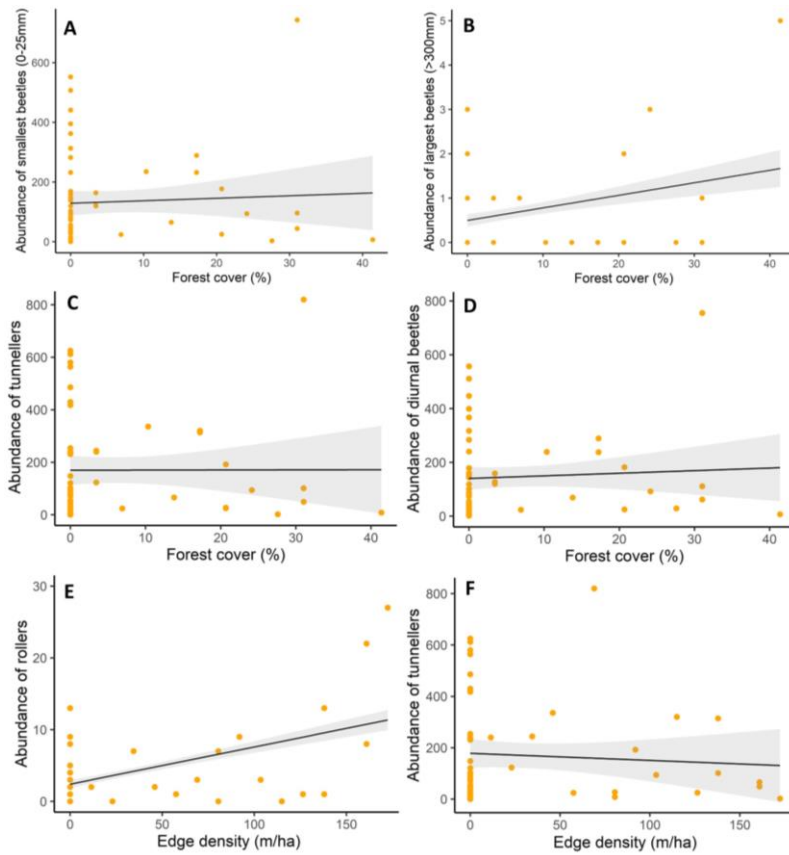 A
Abundance of smallest beetles (0-25mm)
600
400
200
0
0 10 20 30 40
Forest cover (%)
B
Abundance of largest beetles (>300mm)
5
4
3
2
1
0
0 10 20 30 40
Forest cover (%)
C
Abundance of tunnellers
800
600
400
200
0
0 10 20 30 40
Forest cover (%)
D
Abundance of diurnal beetles
800
600
400
200
0
0 10 20 30 40
Forest cover (%)
E
Abundance of rollers
30
20
10
0
0 50 100 150
Edge density (m/ha)
F
Abundance of tunnellers
800
600
400
200
0
0 50 100 150
Edge density (m/ha)